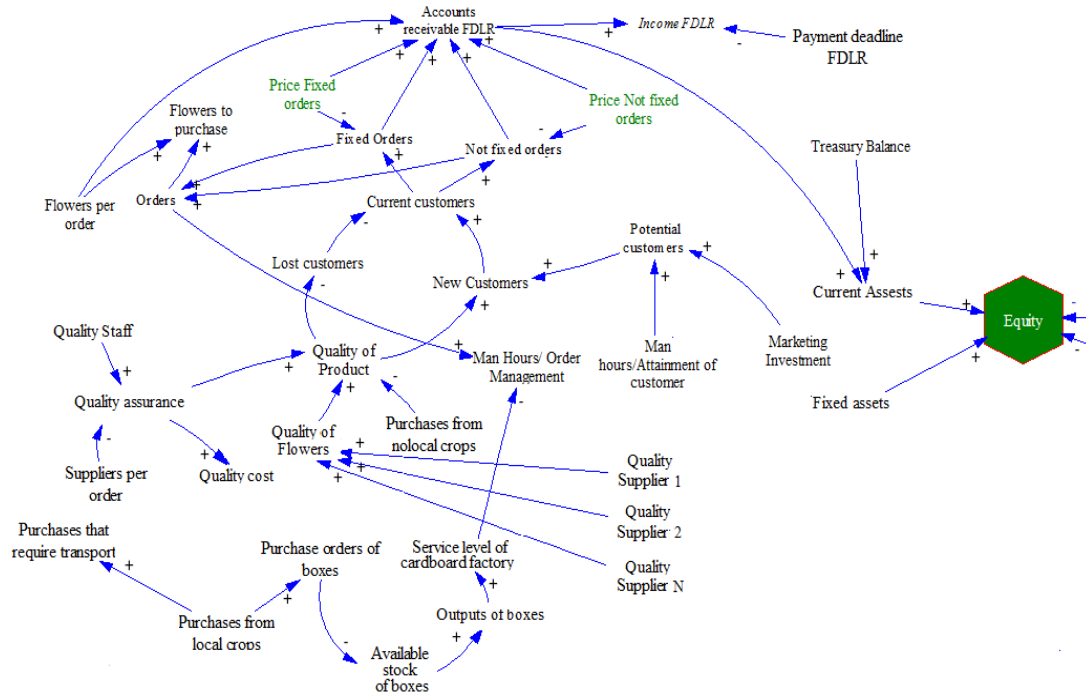 Accounts
receivable FDLR
Income FDLR
Payment deadline
FDLR
Price Fixed
orders
Price Not fixed
orders
Flowers to
purchase
Fixed Orders
Not fixed orders
Treasury Balance
Flowers per
order
Orders
Current customers
Potential
customers
Lost customers
New Customers
Current Assests
Equity
Quality Staff
Quality of
Product
Man Hours/ Order
Management
Man
hours/Attainment of
customer
Marketing
Investment
Quality assurance
Fixed assets
Purchases from
nolocal crops
Quality of
Flowers
Suppliers per
order
Quality cost
Quality
Supplier 1
Quality
Supplier 2
Quality
Supplier N
Purchases that
require transport
Purchase orders of
boxes
Service level of
cardboard factory
Purchases from
local crops
Outputs of boxes
Available
stock
of boxes